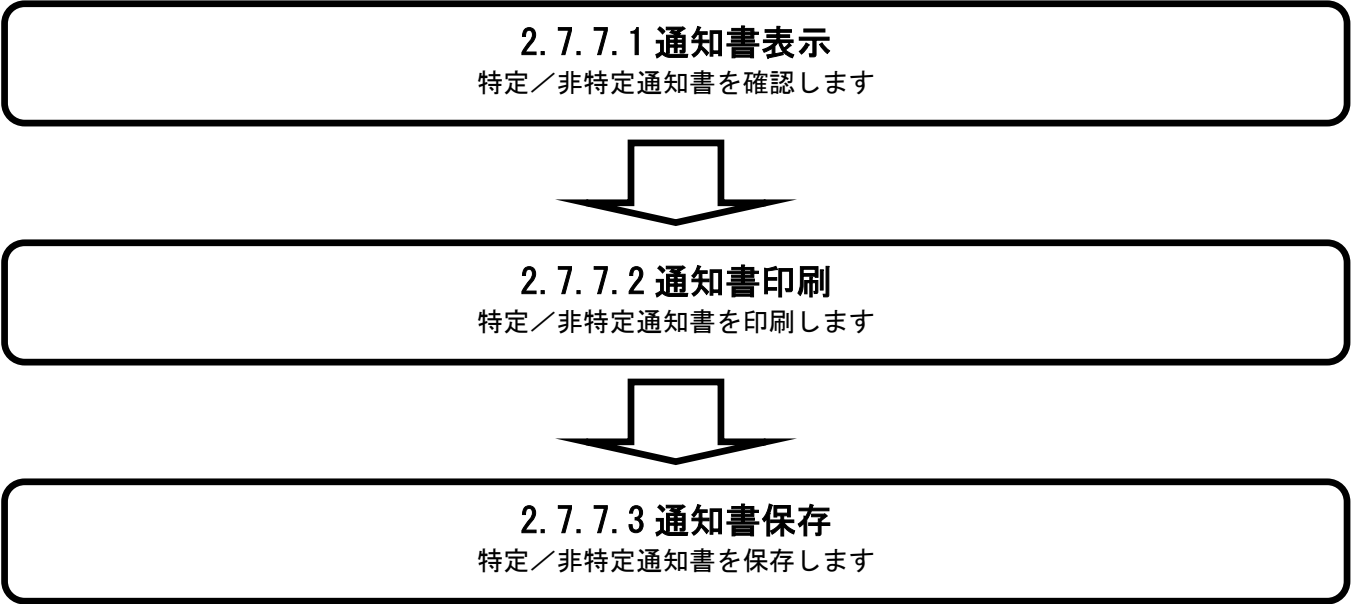 2.7.7.1 通知書表示
特定／非特定通知書を確認します
2.7.7.2 通知書印刷
特定／非特定通知書を印刷します
2.7.7.3 通知書保存
特定／非特定通知書を保存します